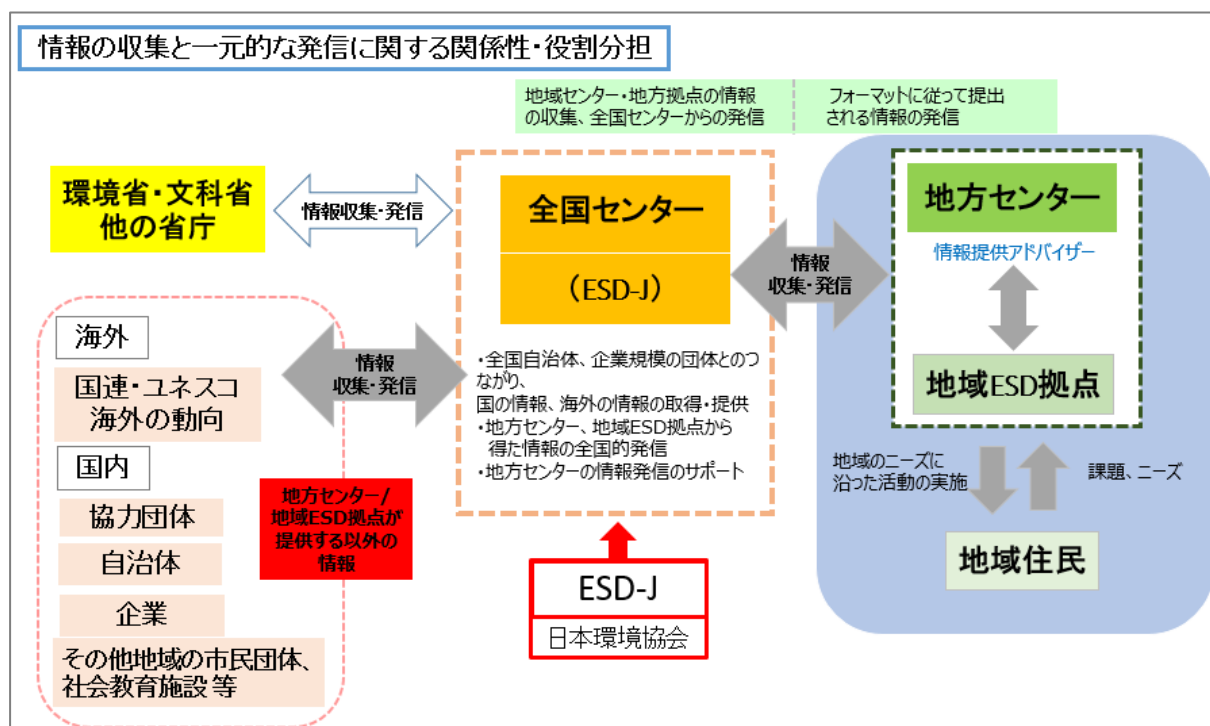 情報の収集と一元的な発信に関する関係性・役割分担
地域センター・地方拠点の情報
の収集、全国センターからの発信
フォーマットに従って提出
される情報の発信
環境省・文科省
他の省庁
情報収集・発信
全国センター
（ESD-J）
・全国自治体、企業規模の団体とのつ
ながり、
国の情報、海外の情報の取得・提供
・地方センター、地域ESD拠点から
得た情報の全国的発信
・地方センターの情報発信のサポート
情報
収集・発信
地方センター
情報提供アドバイザー
地域ESD拠点
地域のニーズに
沿った活動の実施
課題、ニーズ
地域住民
海外
国連・ユネスコ
海外の動向
国内
協力団体
自治体
企業
その他地域の市民団体、
社会教育施設 等
情報
収集・発信
地方センター/
地域ESD拠点が
提供する以外の
情報
ESD-J
日本環境協会